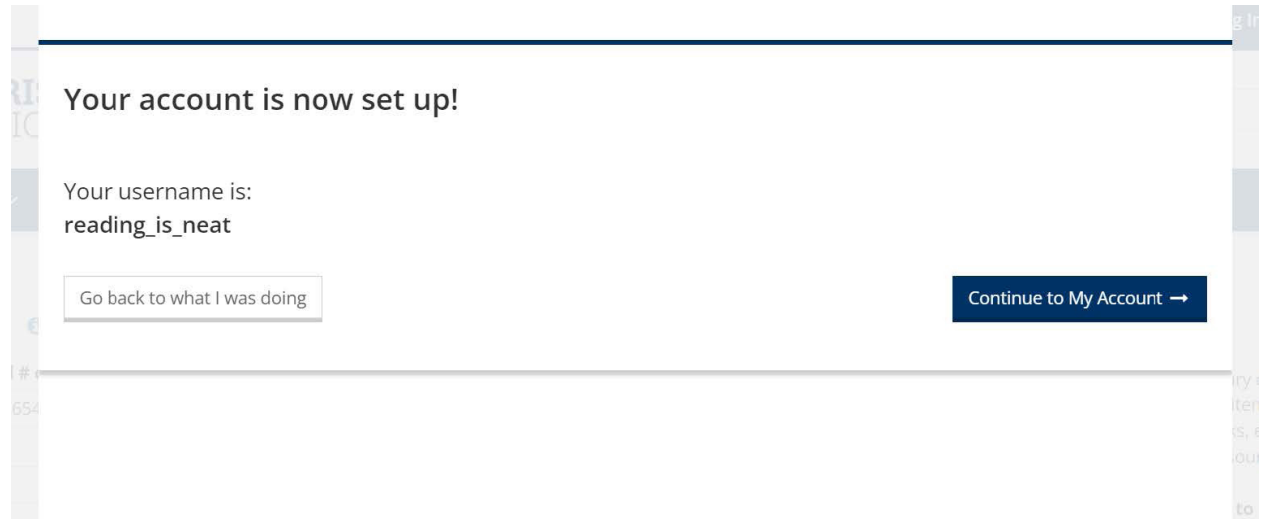 Your account is now set up!
Your username is:
reading_is_neat
Go back to what I was doing
Continue to My Account →